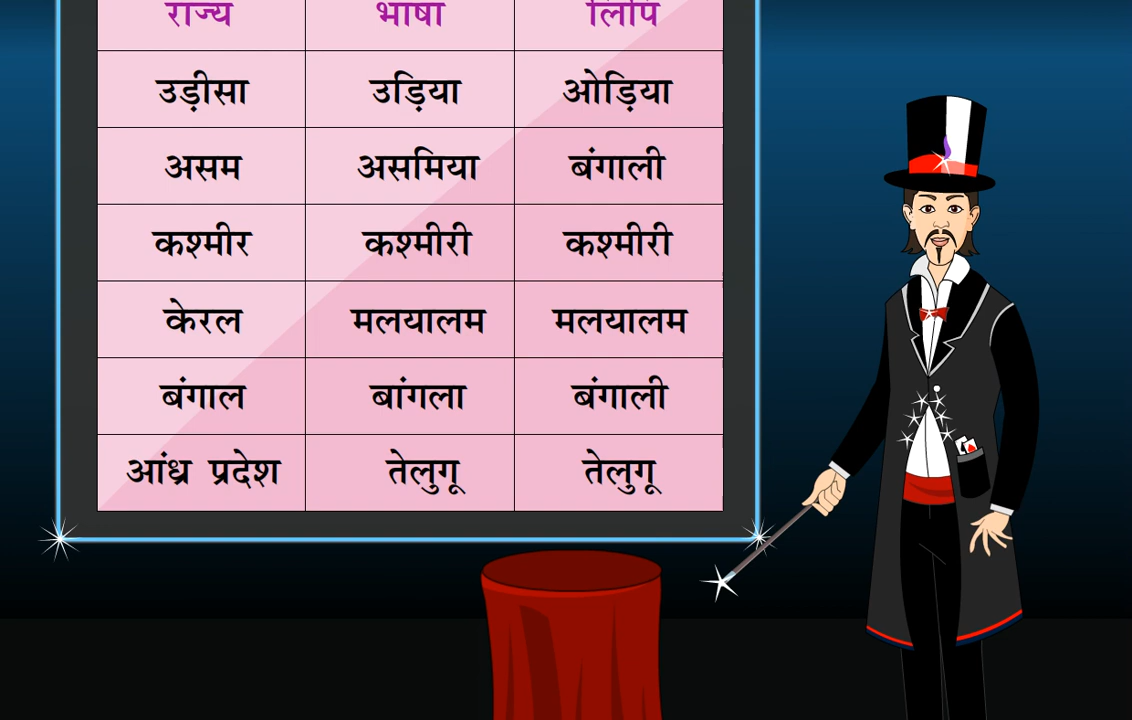 राज्य भाषा लिपि
उड़ीसा उड़िया ओड़िया
असम असमिया बंगाली
कश्मीर कश्मीरी कश्मीरी
केरल मलयालम मलयालम
बंगाल बांगला बंगाली
आंध्र प्रदेश तेलुगू तेलुगू